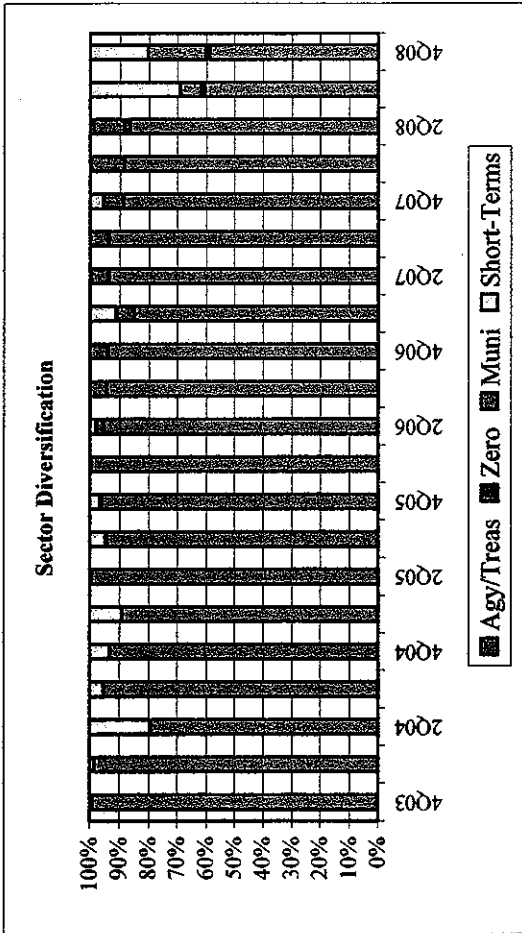 Sector Diversification
100%
90%
80%
70%
60%
50%
40%
30%
20%
10%
0%
4Q03
2Q04
4Q04
2Q05
4Q05
2Q06
4Q06
2Q07
4Q07
2Q08
4Q08
Agy/Treas Zero Muni Short-Terms